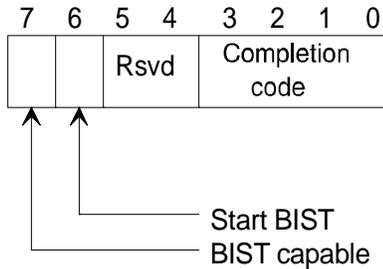 7 6 5 4 3 2 1 0
Rsvd Completion
code
Start BIST
BIST capable